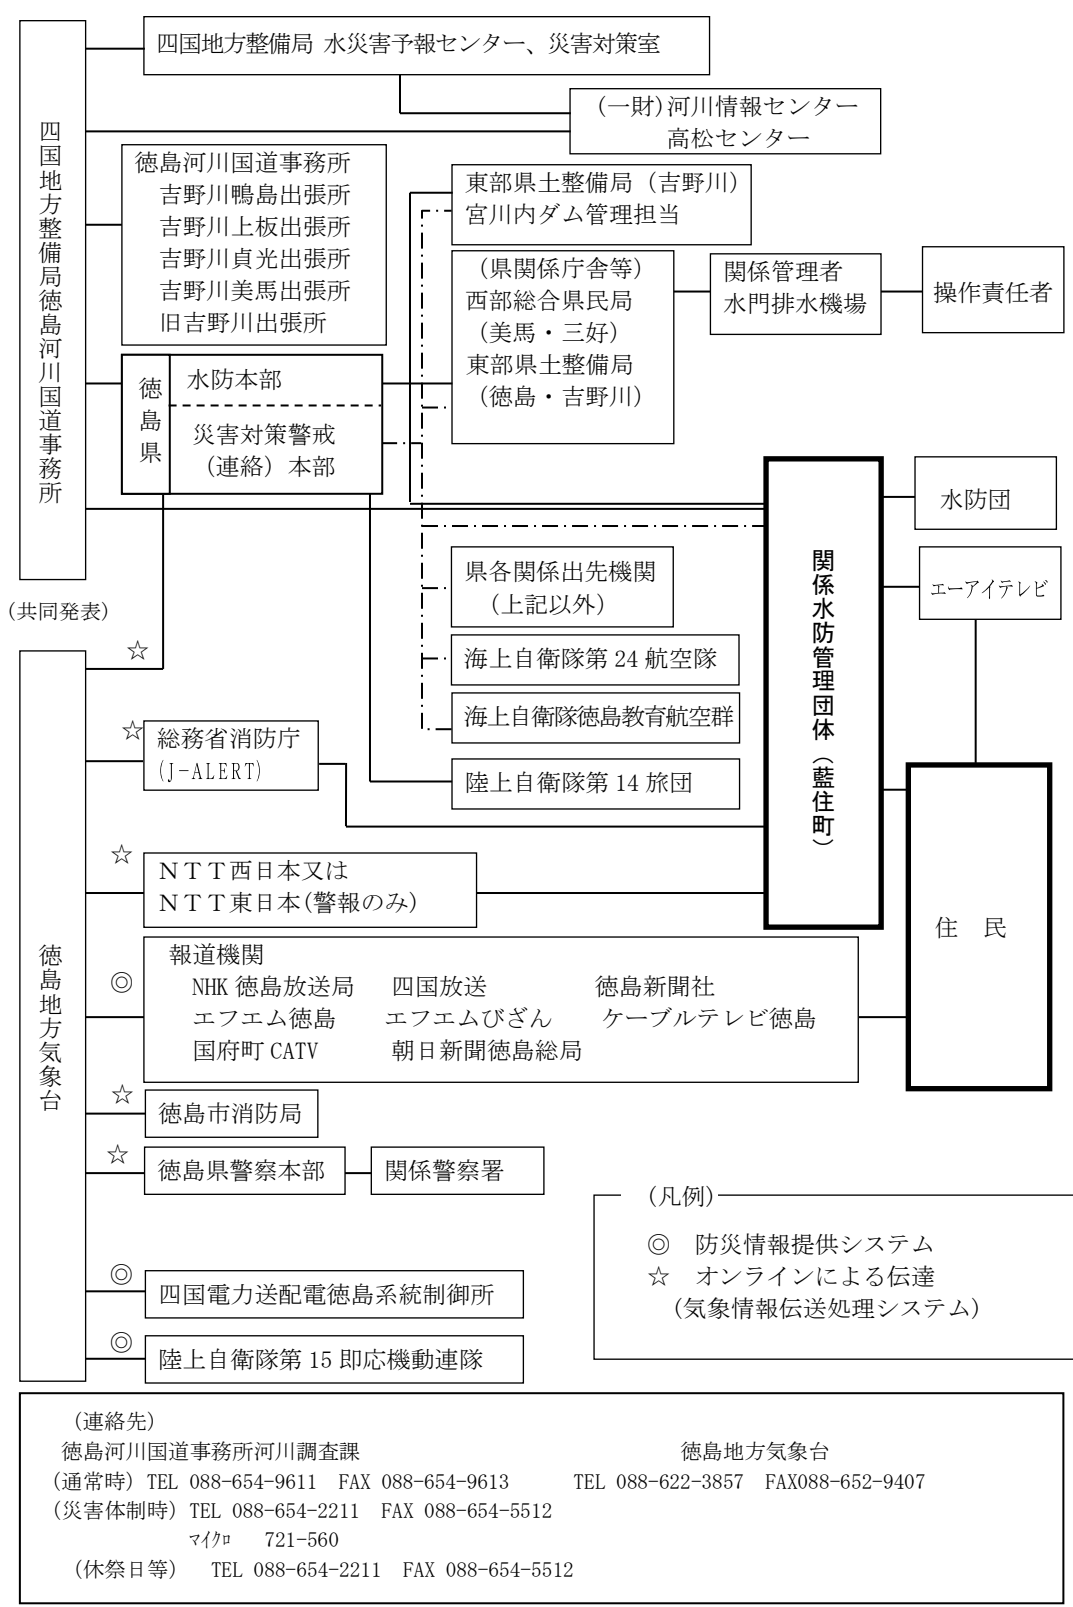 四国地方整備局徳島河川国道事務所
四国地方整備局 水災害予報センター、災害対策室
(一財)河川情報センター
高松センター
徳島河川国道事務所
吉野川鴨島出張所
吉野川上板出張所
吉野川貞光出張所
吉野川美馬出張所
旧吉野川出張所
東部県土整備局（吉野川）
宮川内ダム管理担当
（県関係庁舎等）
西部総合県民局
（美馬・三好）
東部県土整備局
（徳島・吉野川）
関係管理者
水門排水機場
操作責任者
徳島県
水防本部
災害対策警戒
（連絡）本部
水防団
関係水防管理団体（藍住町）
エーアイテレビ
県各関係出先機関
（上記以外）
(共同発表)
☆
海上自衛隊第 24 航空隊
海上自衛隊徳島教育航空群
徳島地方気象台
☆
総務省消防庁
(J-ALERT)
陸上自衛隊第 14 旅団
☆
ＮＴＴ西日本又は
ＮＴＴ東日本(警報のみ)
住 民
◎
報道機関
NHK 徳島放送局 四国放送 徳島新聞社
エフエム徳島 エフエムびざん ケーブルテレビ徳島
国府町 CATV 朝日新聞徳島総局
☆
徳島市消防局
☆
徳島県警察本部 関係警察署
(凡例)
◎ 防災情報提供システム
☆ オンラインによる伝達
(気象情報伝送処理システム)
◎
四国電力送配電徳島系統制御所
◎
陸上自衛隊第 15 即応機動連隊
（連絡先）
徳島河川国道事務所河川調査課 徳島地方気象台
（通常時）TEL 088-654-9611 FAX 088-654-9613 TEL 088-622-3857 FAX088-652-9407
（災害体制時）TEL 088-654-2211 FAX 088-654-5512
ﾏｲｸﾛ 721-560
（休祭日等） TEL 088-654-2211 FAX 088-654-5512